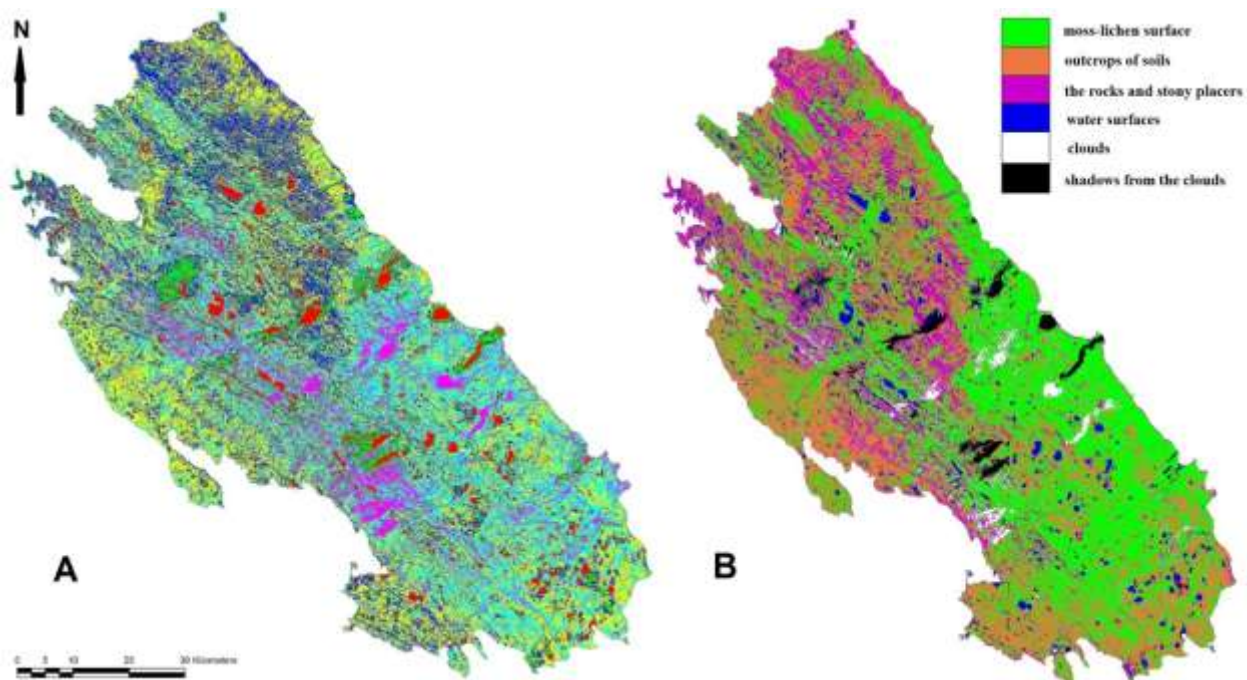 N
moss-lichen surface
outcrops of soils
the rocks and stony placers
water surfaces
clouds
shadows from the clouds
A
B
0 5 10 20 30 Kilometers